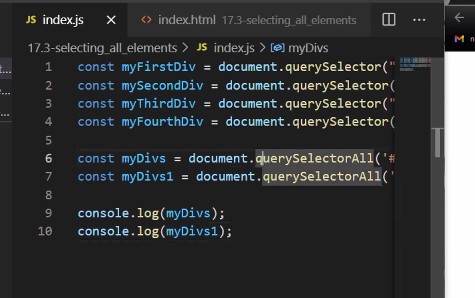 JS index.js × <> index.html 17.3-selecting_all_elements
17.3-selecting_all_elements > JS index.js > myDivs
1 const myFirstDiv = document.querySelector("
2 const mySecondDiv = document.querySelector(
3 const myThirdDiv = document.querySelector("
4 const myFourthDiv = document.querySelector(
5
6 const myDivs = document.querySelectorAll('#
7 const myDivs1 = document.querySelectorAll('
8
9 console.log(myDivs);
10 console.log(myDivs1);